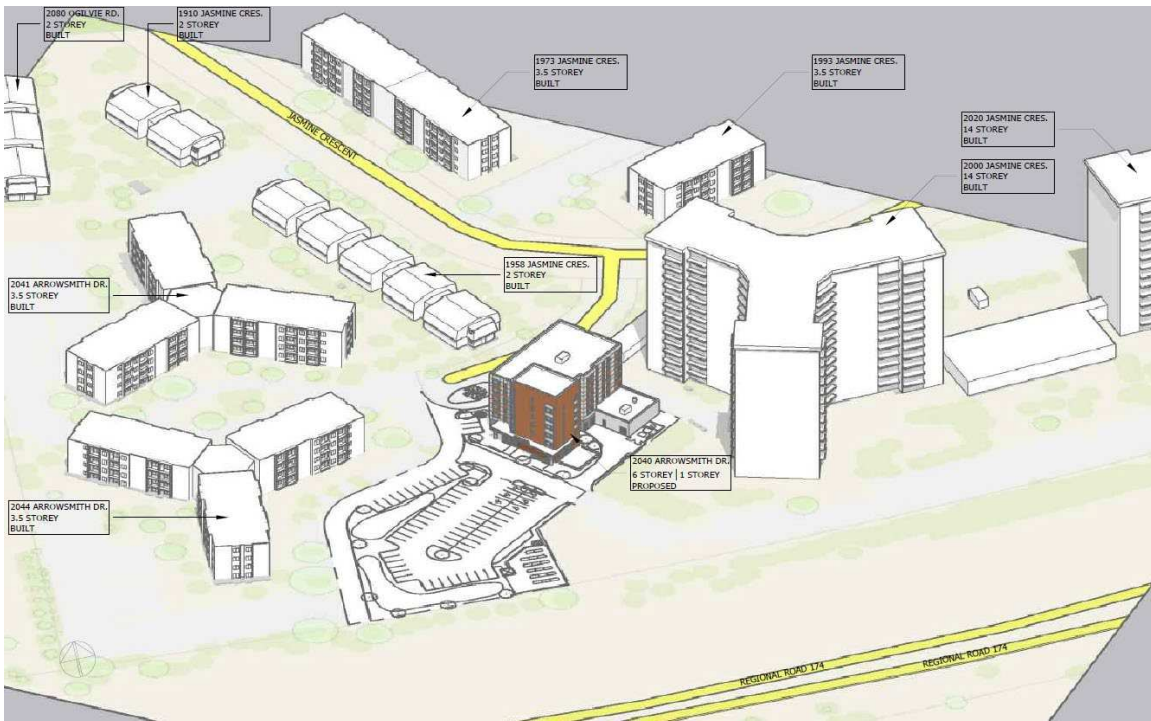 2080 OGILVIE RD.
2 STOREY
BUILT
1910 JASMINE CRES.
2 STOREY
BUILT
1973 JASMINE CRES.
3.5 STOREY
BUILT
1993 JASMINE CRES.
3.5 STOREY
BUILT
2020 JASMINE CRES.
14 STOREY
BUILT
2000 JASMINE CRES.
14 STOREY
BUILT
JASMINE CRESCENT
1958 JASMINE CRES.
2 STOREY
BUILT
2041 ARROWSMITH DR.
3.5 STOREY
BUILT
2040 ARROWSMITH DR.
6 STOREY | 1 STOREY
PROPOSED
2044 ARROWSMITH DR.
3.5 STOREY
BUILT
REGIONAL ROAD 174
REGIONAL ROAD 174